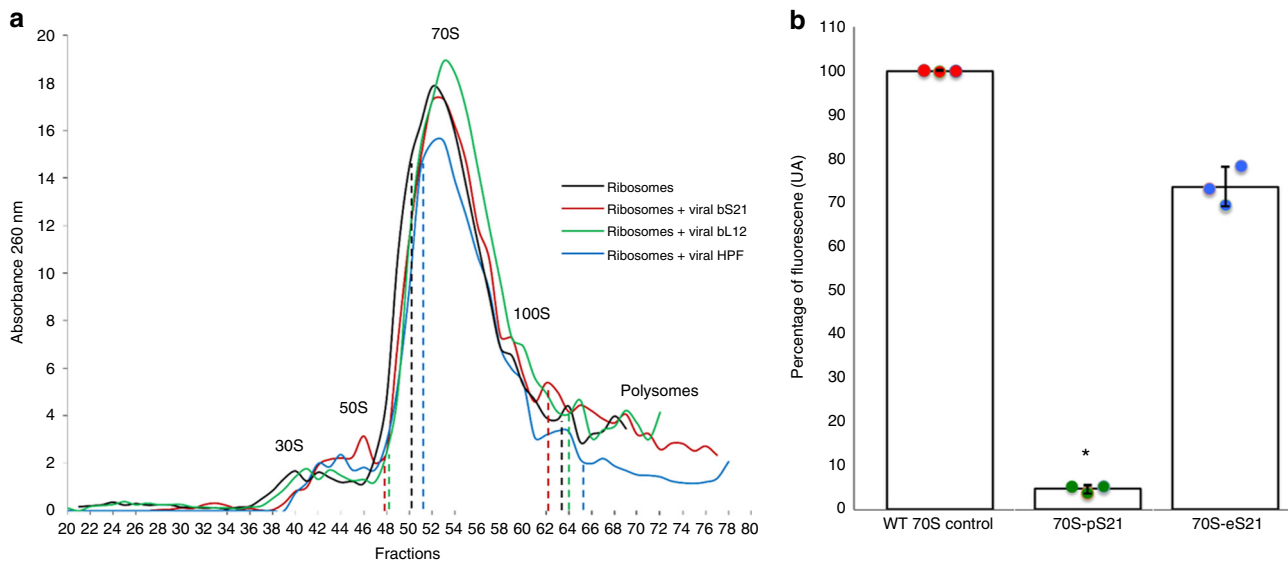 a
20
18
16
14
12
10
8
6
4
2
0
Absorbance 260 nm
70S
50S
30S
100S
Polysomes
Ribosomes
Ribosomes + viral bS21
Ribosomes + viral bL12
Ribosomes + viral HPF
20 22 24 26 28 30 32 34 36 38 40 42 44 46 48 50 52 54 56 58 60 62 64 66 68 70 72 74 76 78 80
Fractions
b
110
100
90
80
70
60
50
40
30
20
10
0
Percentage of fluorescene (UA)
*
WT 70S control 70S-pS21 70S-eS21